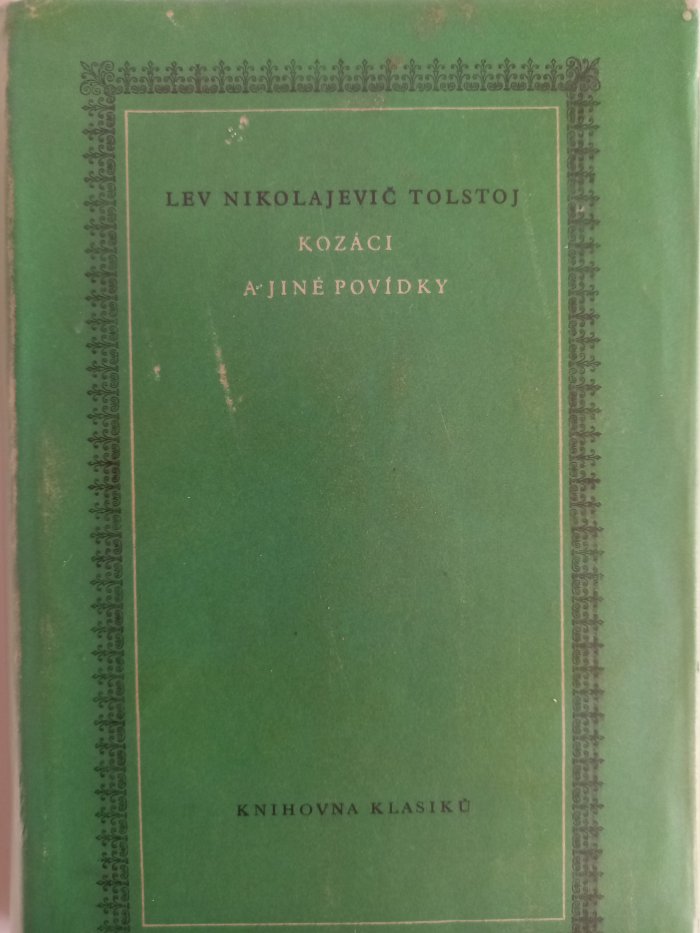 LEV NIKOLAJEVIČ TOLSTOJ
KOZÁCI
A JINÉ POVÍDKY
KNIHOVNA KLASIKŮ